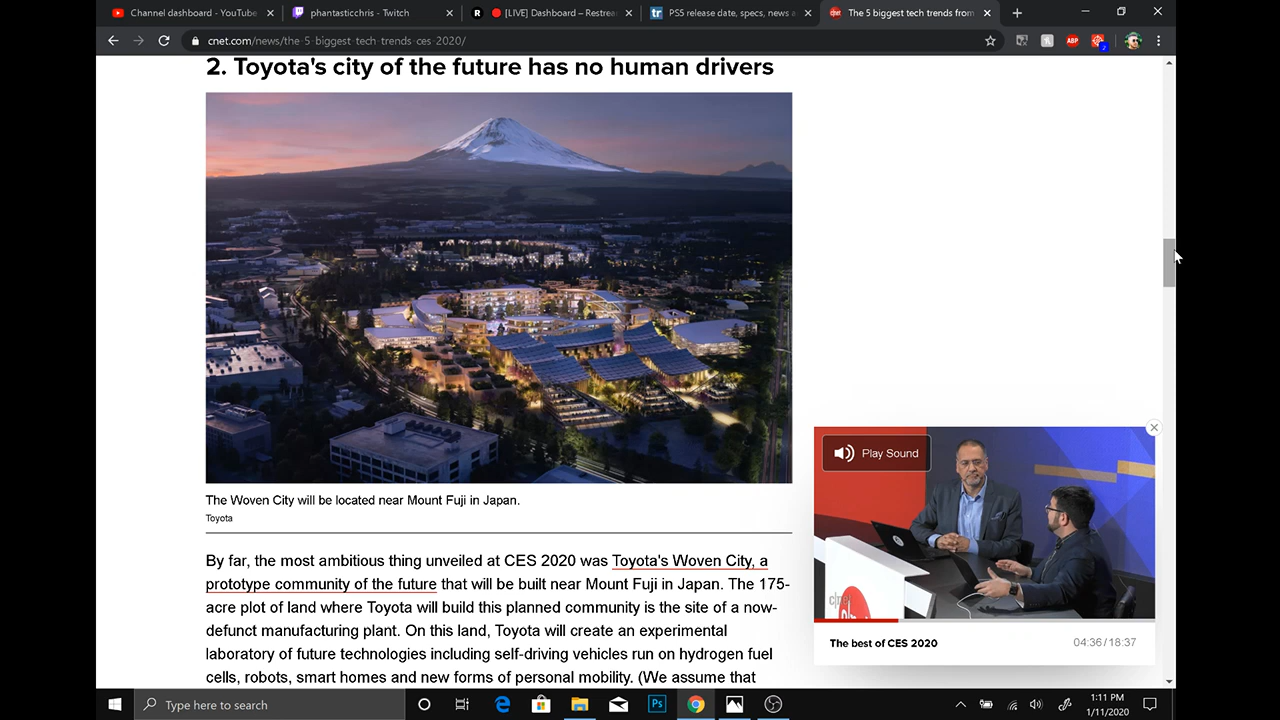 Channel dashboard - YouTube
phantasticchris - Twitch
[LIVE] Dashboard – Restrea
PS5 release date, specs, news a
The 5 biggest tech trends from
cnet.com/news/the-5-biggest-tech-trends-ces-2020/
ABP
2. Toyota's city of the future has no human drivers
The Woven City will be located near Mount Fuji in Japan.
Toyota
By far, the most ambitious thing unveiled at CES 2020 was Toyota's Woven City, a
prototype community of the future that will be built near Mount Fuji in Japan. The 175-
acre plot of land where Toyota will build this planned community is the site of a now-
defunct manufacturing plant. On this land, Toyota will create an experimental
laboratory of future technologies including self-driving vehicles run on hydrogen fuel
cells, robots, smart homes and new forms of personal mobility. (We assume that
Play Sound
c|net
The best of CES 2020
04:36/18:37
Type here to search
Ps
1:11 PM
1/11/2020